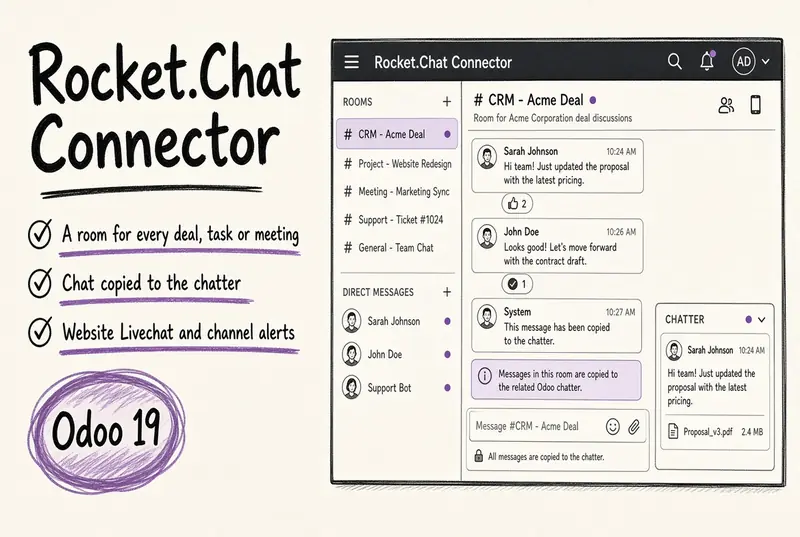 Rocket.Chat
Connector
A room for every deal, task or meeting
Chat copied to the chatter
Website Livechat and channel alerts
Odoo 19
Rocket.Chat Connector
AD
ROOMS
+
# CRM - Acme Deal
# Project - Website Redesign
# Meeting - Marketing Sync
# Support - Ticket #1024
# General - Team Chat
DIRECT MESSAGES
+
Sarah Johnson
John Doe
Support Bot
# CRM - Acme Deal
Room for Acme Corporation deal discussions
Sarah Johnson 10:24 AM
Hi team! Just updated the proposal
with the latest pricing.
2
John Doe 10:26 AM
Looks good! Let's move forward
with the contract draft.
1
System 10:27 AM
This message has been copied
to the chatter.
Messages in this room are copied to
the related Odoo chatter.
Message #CRM - Acme Deal
All messages are copied to the chatter.
CHATTER
Sarah Johnson 10:24 AM
Hi team! Just updated the
proposal with the latest
pricing.
Proposal_v3.pdf 2.4 MB